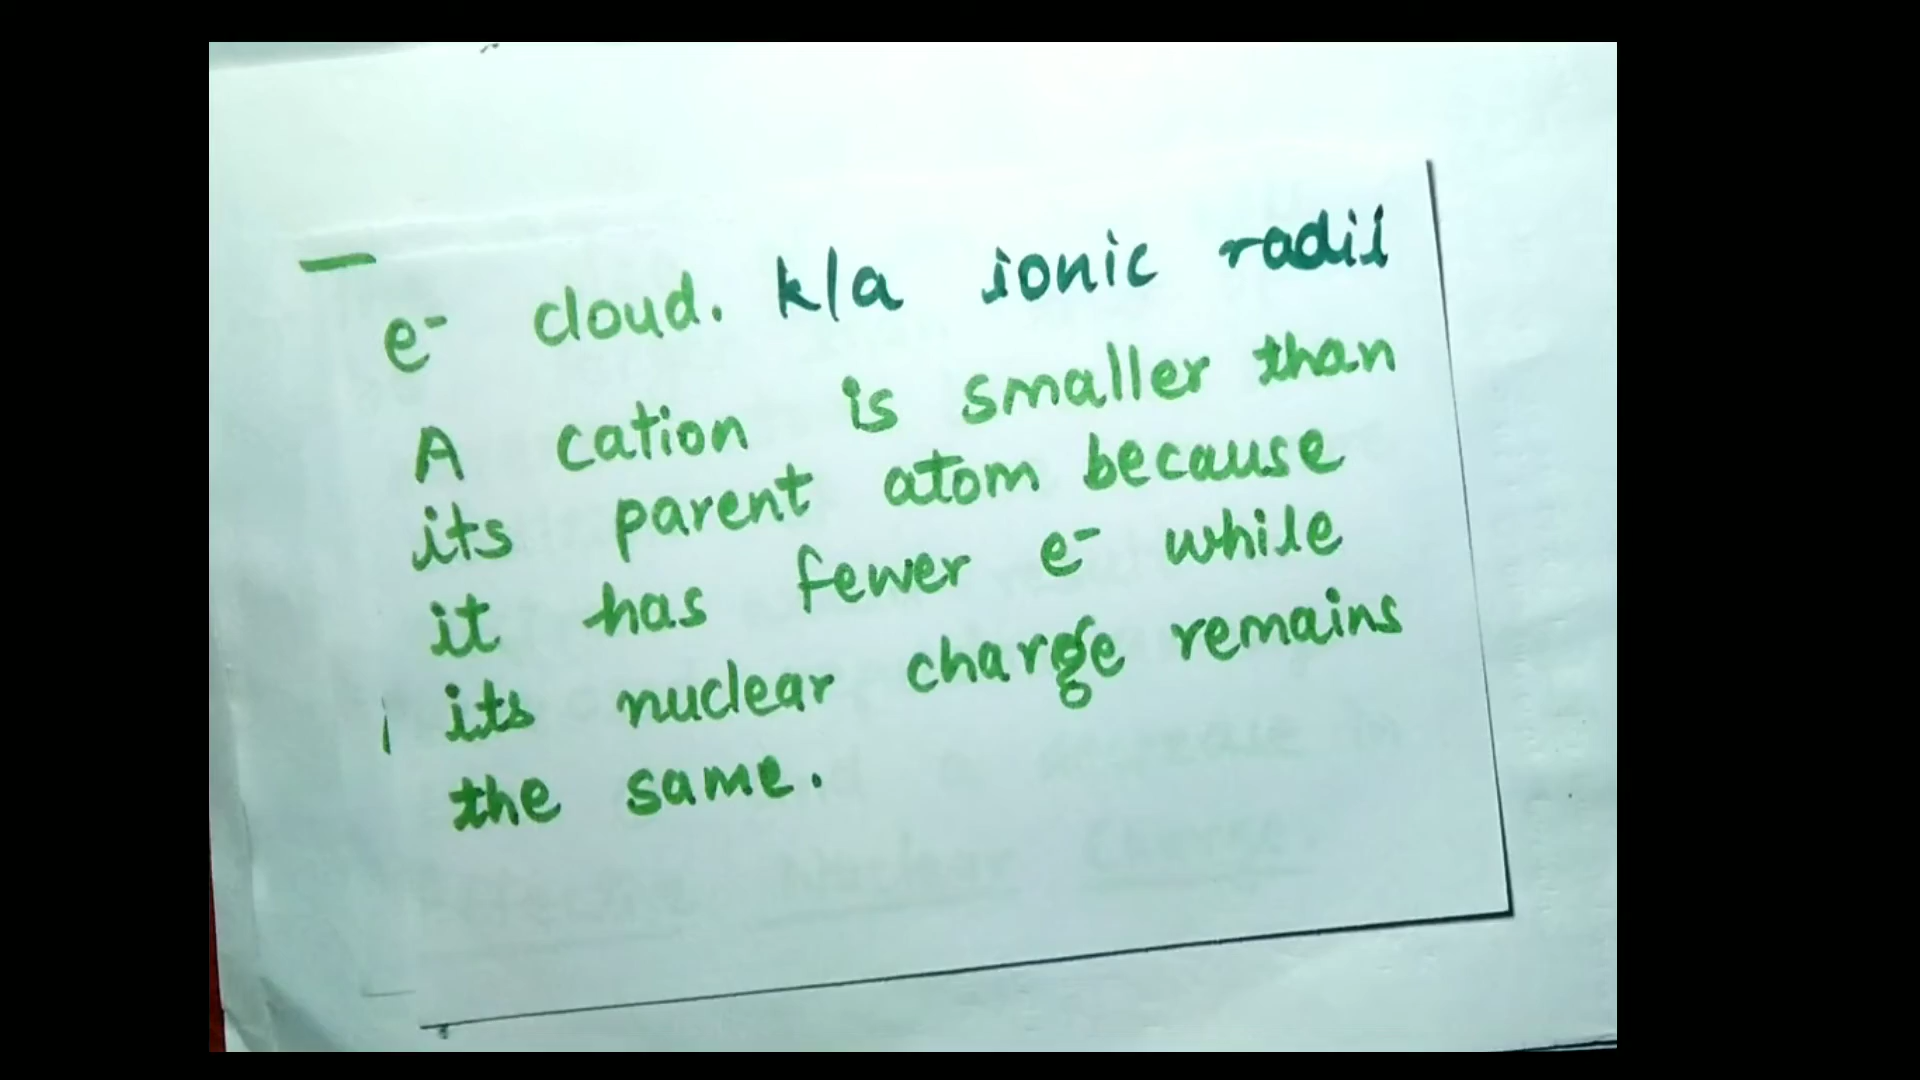 e⁻ cloud. k/a ionic radii
A cation is smaller than
its parent atom because
it has fewer e⁻ while
its nuclear charge remains
the same.